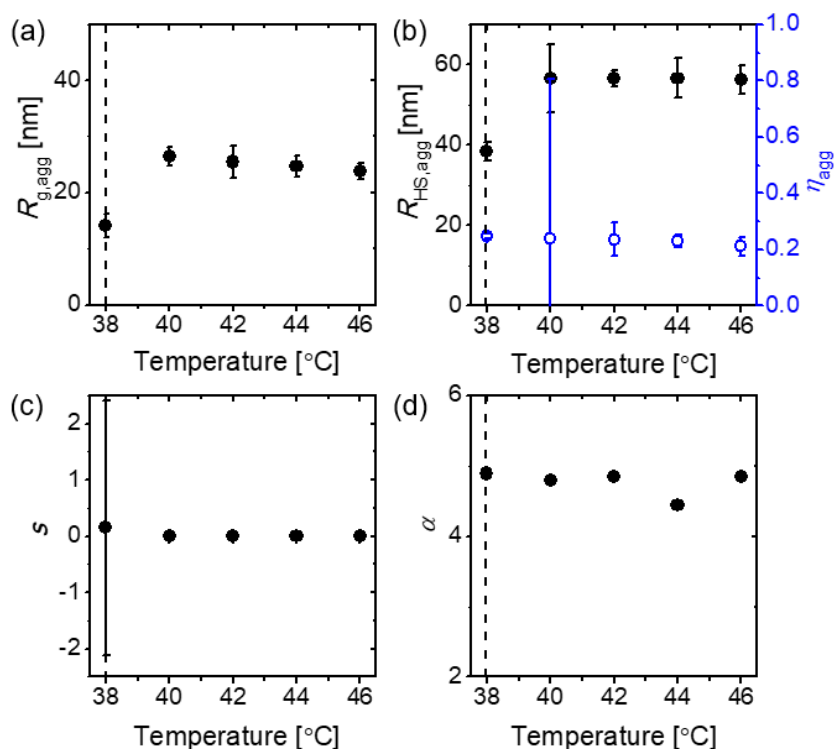 (a)
R_g,agg [nm]
40
20
0
38 40 42 44 46
Temperature [°C]
(b)
R_HS,agg [nm]
60
40
20
0
1.0
0.8
0.6
0.4
0.2
0.0
η_agg
38 40 42 44 46
Temperature [°C]
(c)
s
2
1
0
-1
-2
38 40 42 44 46
Temperature [°C]
(d)
α
6
4
2
38 40 42 44 46
Temperature [°C]